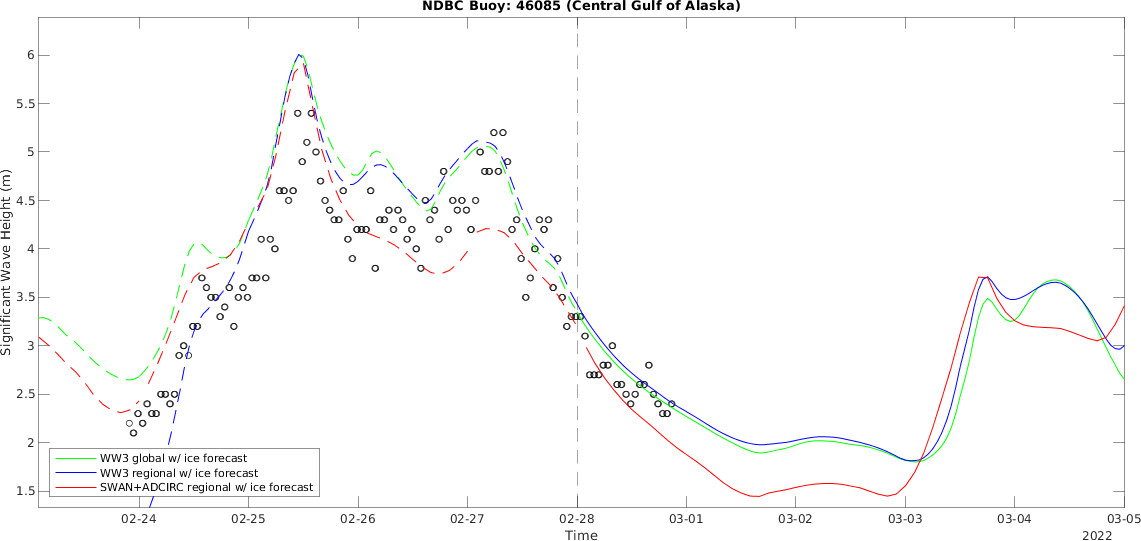 NDBC Buoy: 46085 (Central Gulf of Alaska)
Significant Wave Height (m)
6
5.5
5
4.5
4
3.5
3
2.5
2
1.5
WW3 global w/ ice forecast
WW3 regional w/ ice forecast
SWAN+ADCIRC regional w/ ice forecast
02-24 02-25 02-26 02-27 02-28 03-01 03-02 03-03 03-04 03-05
Time
2022